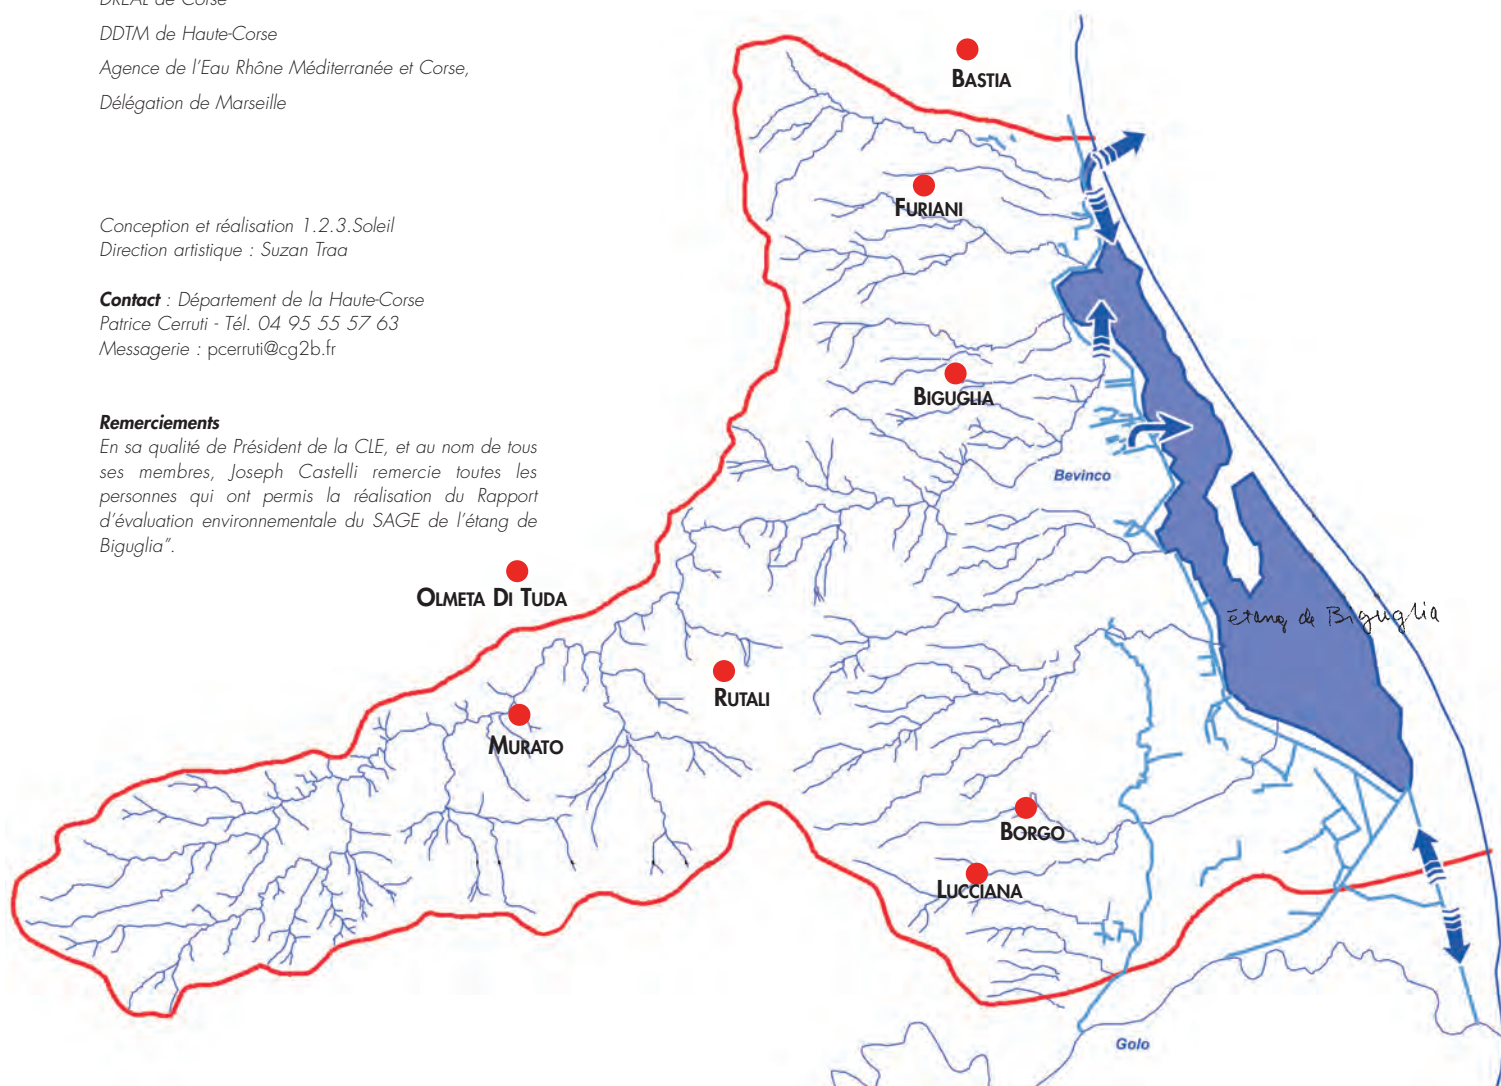 DREAL de Corse
DDTM de Haute-Corse
Agence de l'Eau Rhône Méditerranée et Corse,
Délégation de Marseille
Conception et réalisation 1.2.3.Soleil
Direction artistique : Suzan Traa
Contact : Département de la Haute-Corse
Patrice Cerruti - Tél. 04 95 55 57 63
Messagerie : pcerruti@cg2b.fr
Remerciements
En sa qualité de Président de la CLE, et au nom de tous
ses membres, Joseph Castelli remercie toutes les
personnes qui ont permis la réalisation du Rapport
d'évaluation environnementale du SAGE de l'étang de
Biguglia".
BASTIA
FURIANI
BIGUGLIA
Bevinco
OLMETA DI TUDA
étang de Biguglia
RUTALI
MURATO
BORGO
LUCCIANA
Golo